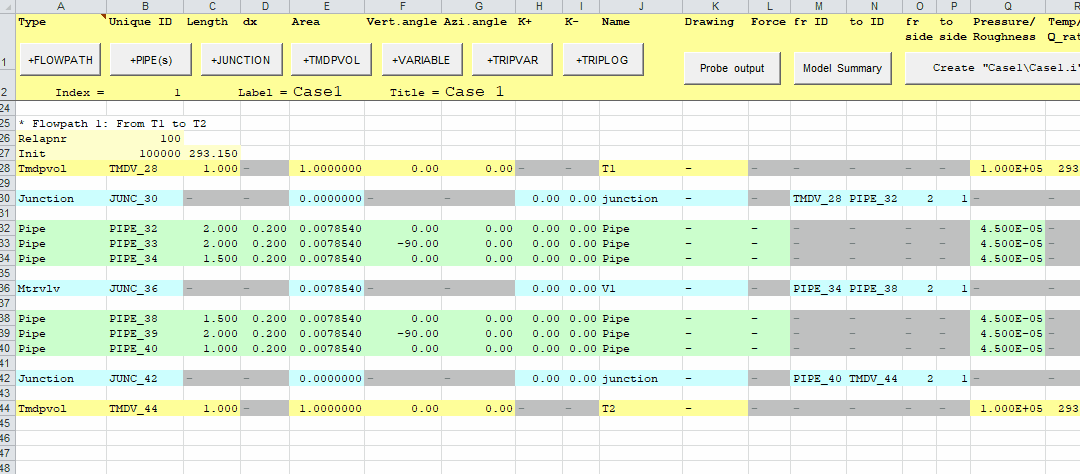 A B C D E F G H I J K L M N O P Q R
Type Unique ID Length dx Area Vert.angle Azi.angle K+ K- Name Drawing Force fr ID to ID fr to Pressure/ Temp/
side side Roughness Q_rat
1 +FLOWPATH +PIPE(s) +JUNCTION +TMDPVOL +VARIABLE +TRIPVAR +TRIPLOG Probe output Model Summary Create "Case1\Case1.i"
2 Index = 1 Label = Case1 Title = Case 1
24
25 * Flowpath 1: From T1 to T2
26 Relapnr 100
27 Init 100000 293.150
28 Tmdpvol TMDV_28 1.000 – 1.0000000 0.00 0.00 – – T1 – – – – – – 1.000E+05 293
29
30 Junction JUNC_30 – – 0.0000000 – – 0.00 0.00 junction – – TMDV_28 PIPE_32 2 1 – –
31
32 Pipe PIPE_32 2.000 0.200 0.0078540 0.00 0.00 0.00 0.00 Pipe – – – – – – 4.500E-05 –
33 Pipe PIPE_33 2.000 0.200 0.0078540 -90.00 0.00 0.00 0.00 Pipe – – – – – – 4.500E-05 –
34 Pipe PIPE_34 1.500 0.200 0.0078540 0.00 0.00 0.00 0.00 Pipe – – – – – – 4.500E-05 –
35
36 Mtrvlv JUNC_36 – – 0.0078540 – – 0.00 0.00 V1 – – PIPE_34 PIPE_38 2 1 – –
37
38 Pipe PIPE_38 1.500 0.200 0.0078540 0.00 0.00 0.00 0.00 Pipe – – – – – – 4.500E-05 –
39 Pipe PIPE_39 2.000 0.200 0.0078540 -90.00 0.00 0.00 0.00 Pipe – – – – – – 4.500E-05 –
40 Pipe PIPE_40 1.000 0.200 0.0078540 0.00 0.00 0.00 0.00 Pipe – – – – – – 4.500E-05 –
41
42 Junction JUNC_42 – – 0.0000000 – – 0.00 0.00 junction – – PIPE_40 TMDV_44 2 1 – –
43
44 Tmdpvol TMDV_44 1.000 – 1.0000000 0.00 0.00 – – T2 – – – – – – 1.000E+05 293
45
46
47
48